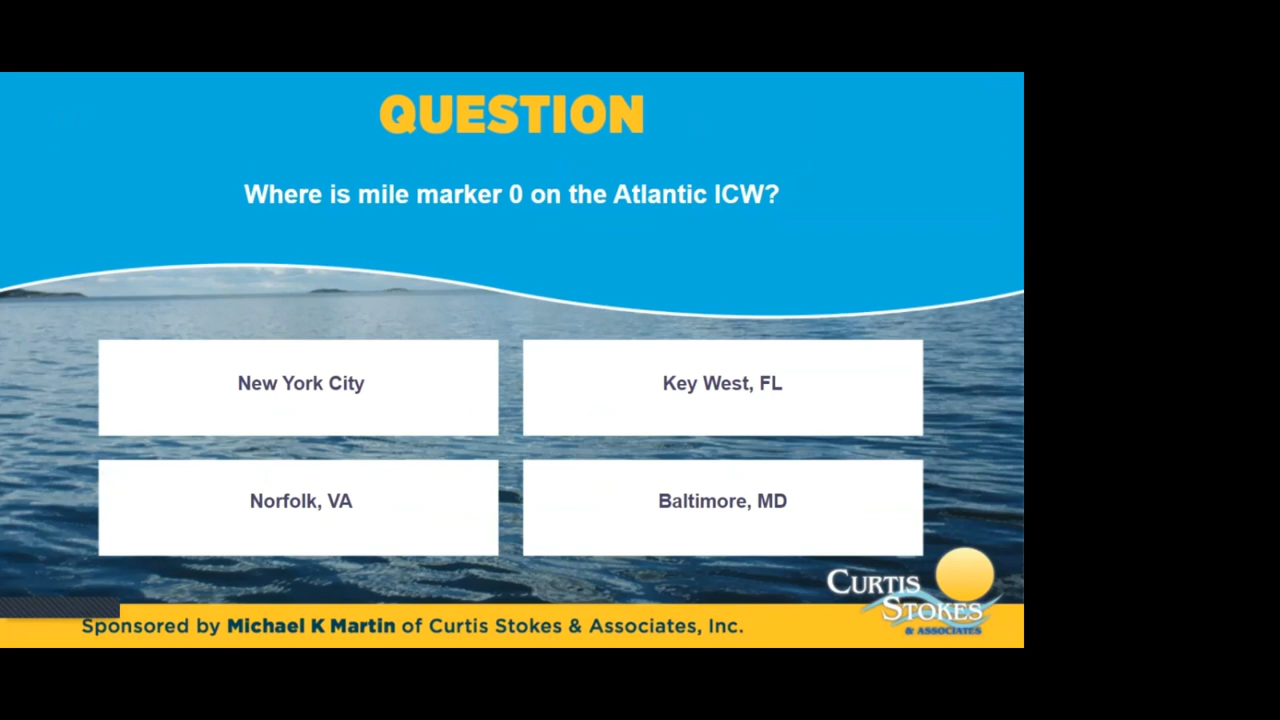 QUESTION
Where is mile marker 0 on the Atlantic ICW?
New York City
Key West, FL
Norfolk, VA
Baltimore, MD
CURTIS
STOKES
& ASSOCIATES
Sponsored by Michael K Martin of Curtis Stokes & Associates, Inc.